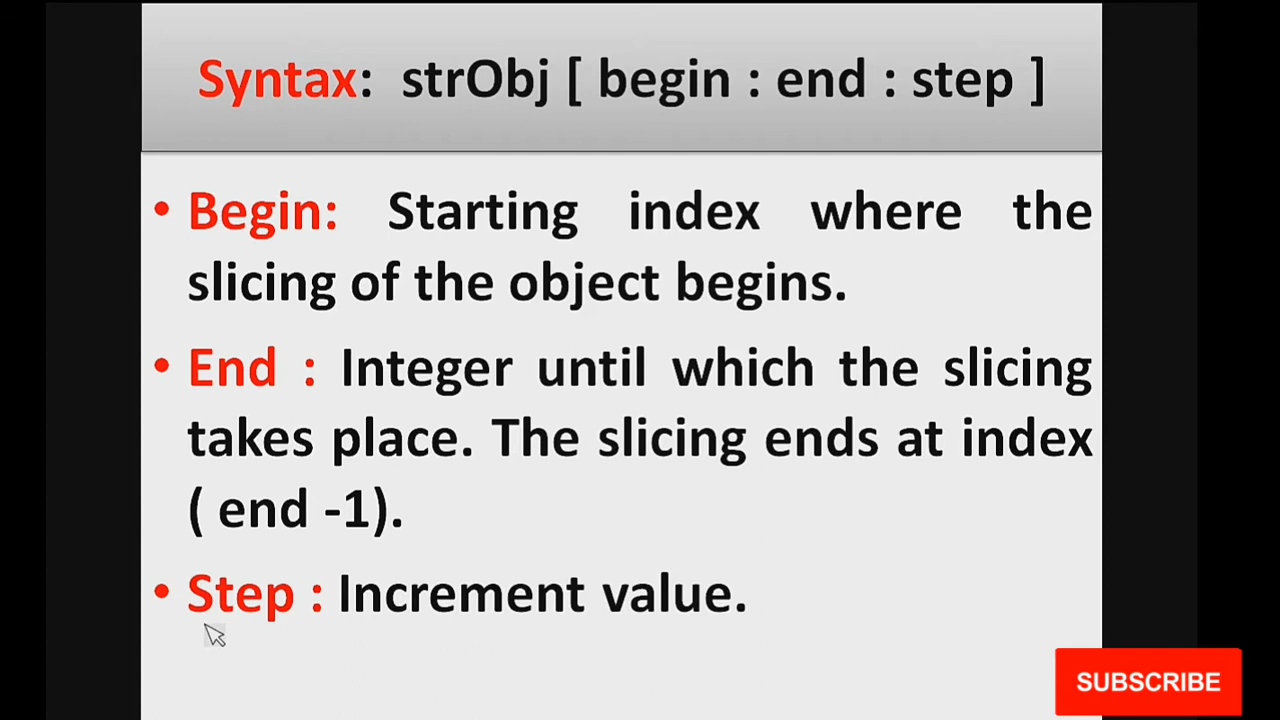 Syntax: strObj [ begin : end : step ]
• Begin: Starting index where the
slicing of the object begins.
• End : Integer until which the slicing
takes place. The slicing ends at index
( end -1).
• Step : Increment value.
SUBSCRIBE